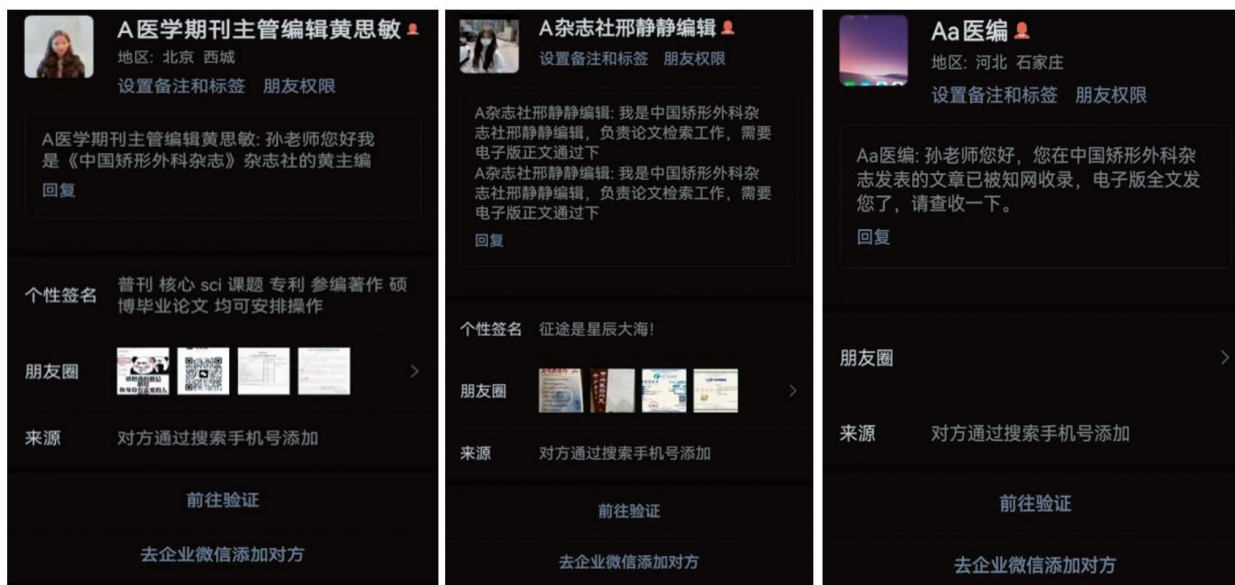 A医学期刊主管编辑黄思敏
地区: 北京 西城
设置备注和标签 朋友权限
A医学期刊主管编辑黄思敏: 孙老师您好我
是《中国矫形外科杂志》杂志社的黄主编
回复
个性签名
普刊 核心 sci 课题 专利 参编著作 硕
博毕业论文 均可安排操作
朋友圈
来源 对方通过搜索手机号添加
前往验证
去企业微信添加对方
A杂志社邢静静编辑
设置备注和标签 朋友权限
A杂志社邢静静编辑: 我是中国矫形外科杂
志社邢静静编辑，负责论文检索工作，需要
电子版正文通过下
A杂志社邢静静编辑: 我是中国矫形外科杂
志社邢静静编辑，负责论文检索工作，需要
电子版正文通过下
回复
个性签名 征途是星辰大海！
朋友圈
来源 对方通过搜索手机号添加
前往验证
去企业微信添加对方
Aa医编
地区: 河北 石家庄
设置备注和标签 朋友权限
Aa医编: 孙老师您好，您在中国矫形外科杂
志发表的文章已被知网收录，电子版全文发
您了，请查收一下。
回复
朋友圈
来源 对方通过搜索手机号添加
前往验证
去企业微信添加对方